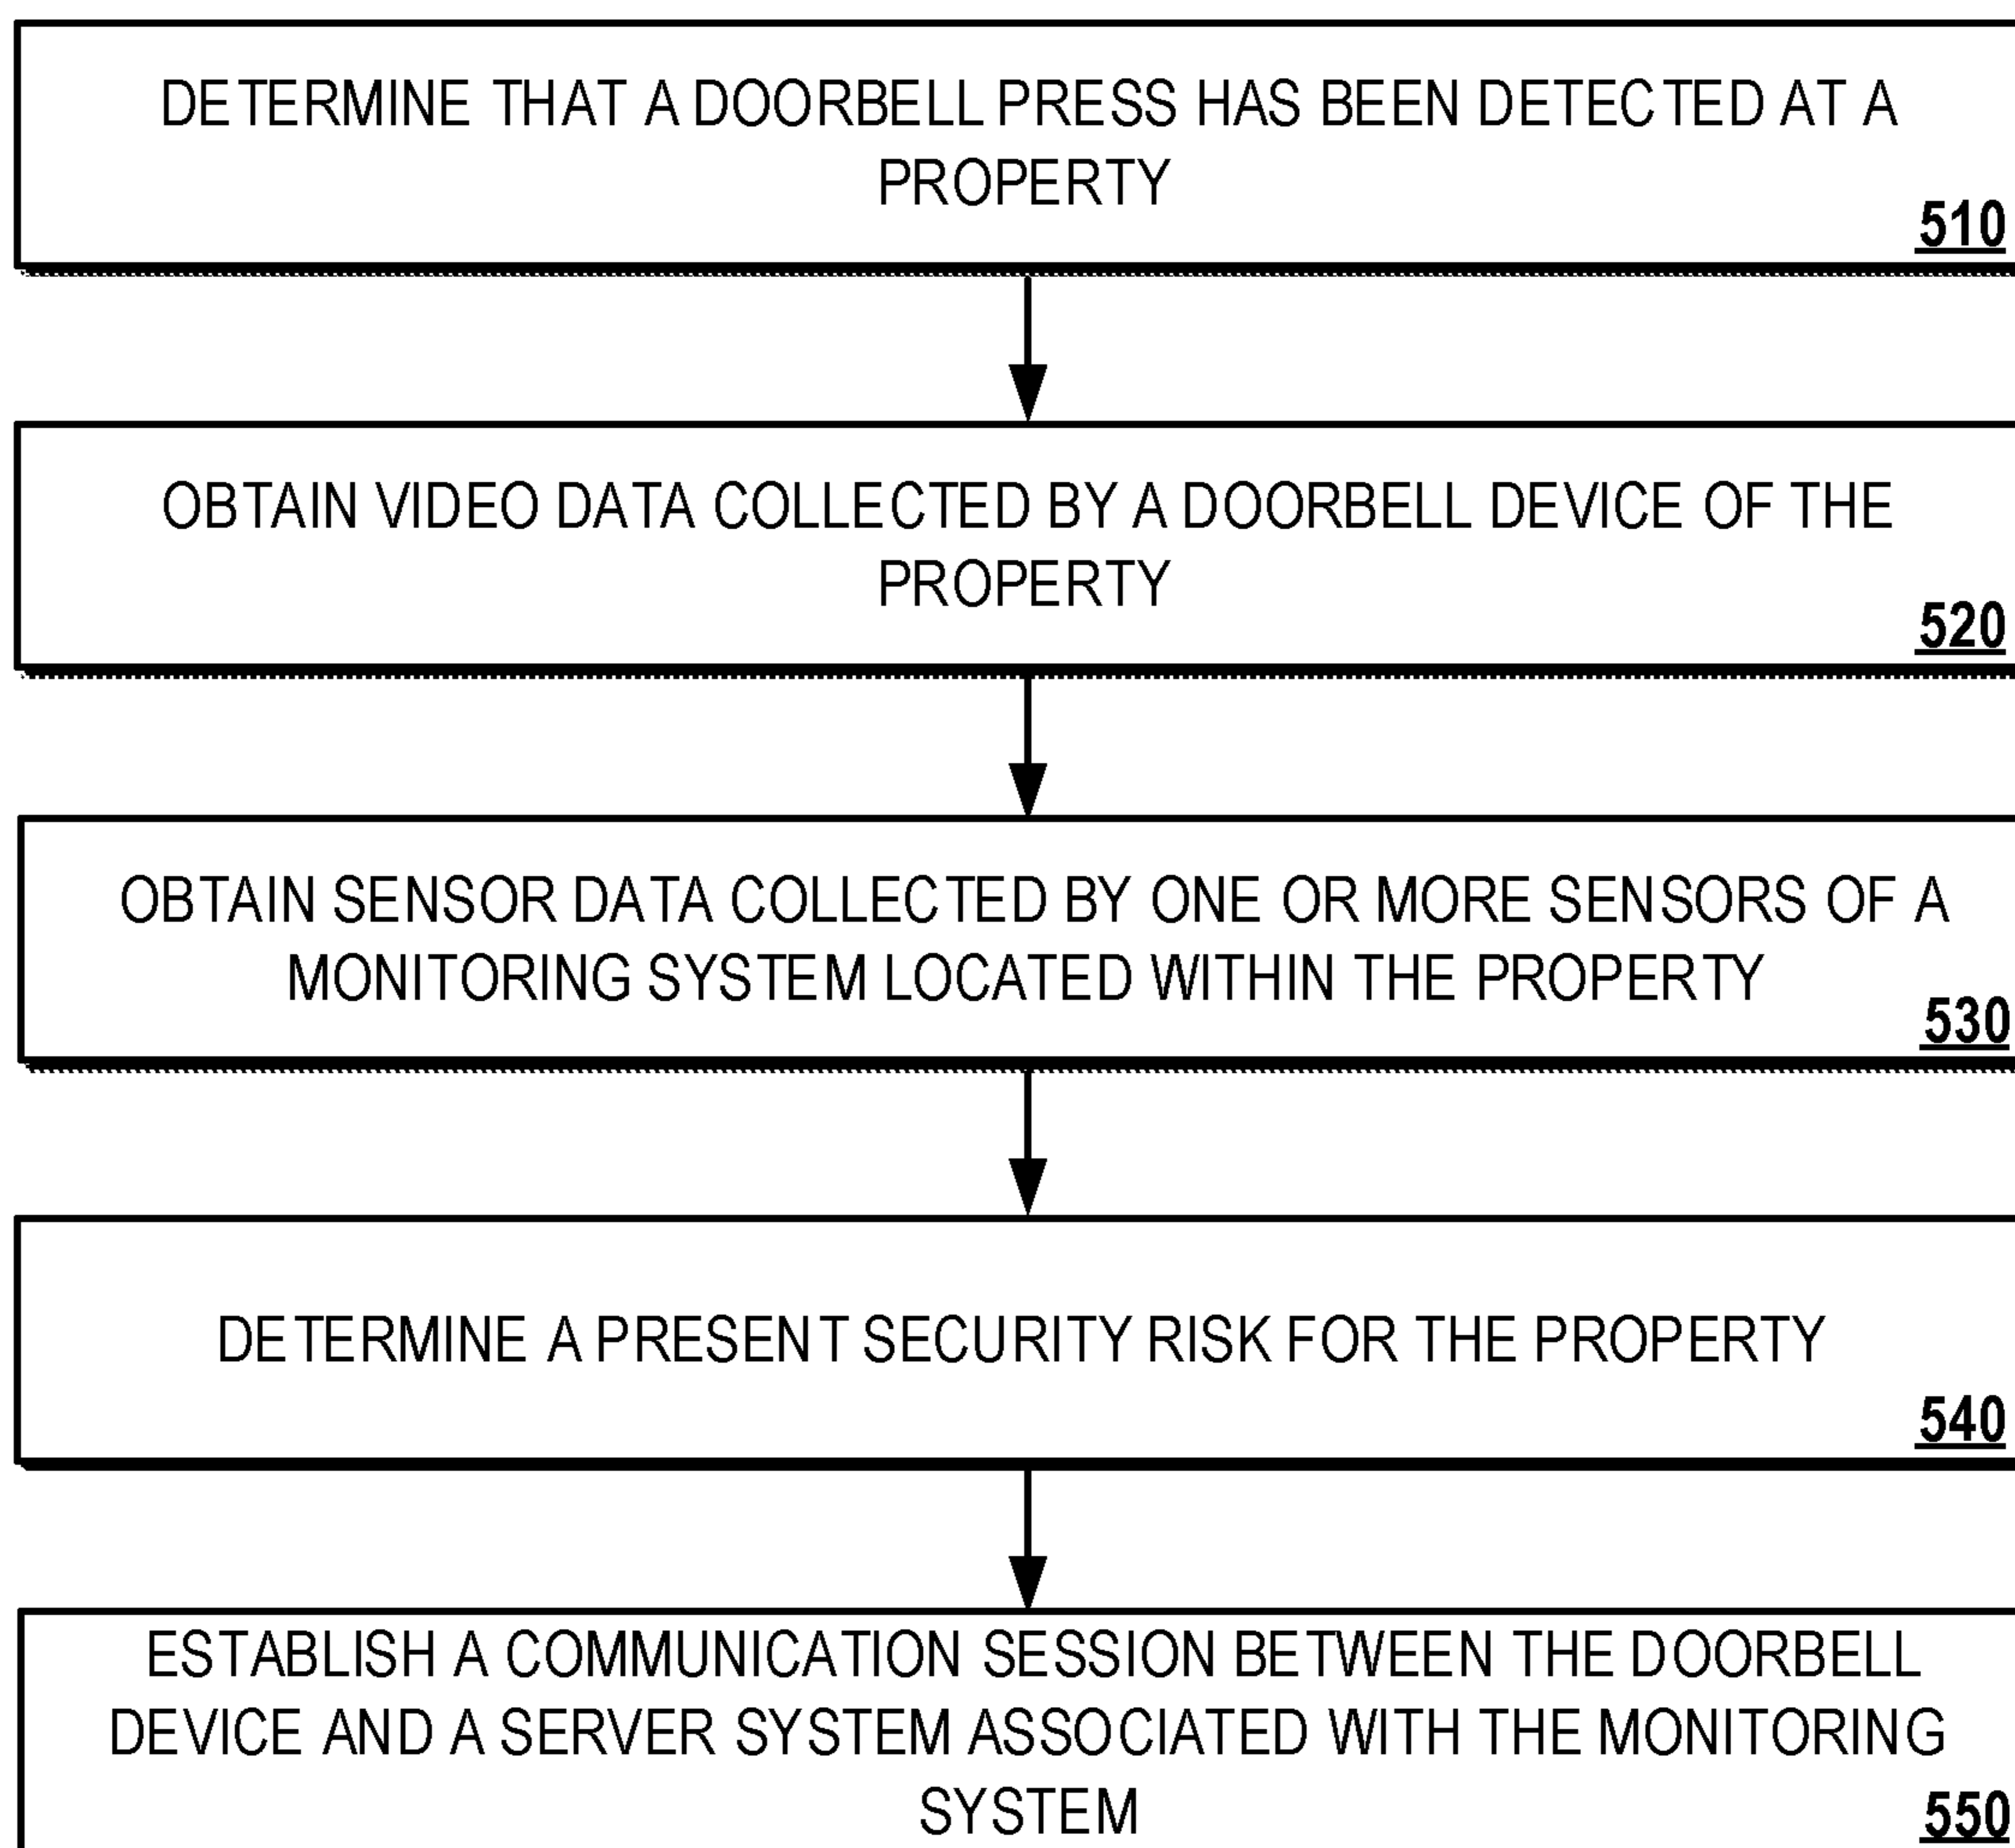 DETERMINE THAT A DOORBELL PRESS HAS BEEN DETECTED AT A
PROPERTY
510
OBTAIN VIDEO DATA COLLECTED BY A DOORBELL DEVICE OF THE
PROPERTY
520
OBTAIN SENSOR DATA COLLECTED BY ONE OR MORE SENSORS OF A
MONITORING SYSTEM LOCATED WITHIN THE PROPERTY
530
DETERMINE A PRESENT SECURITY RISK FOR THE PROPERTY
540
ESTABLISH A COMMUNICATION SESSION BETWEEN THE DOORBELL
DEVICE AND A SERVER SYSTEM ASSOCIATED WITH THE MONITORING
SYSTEM
550